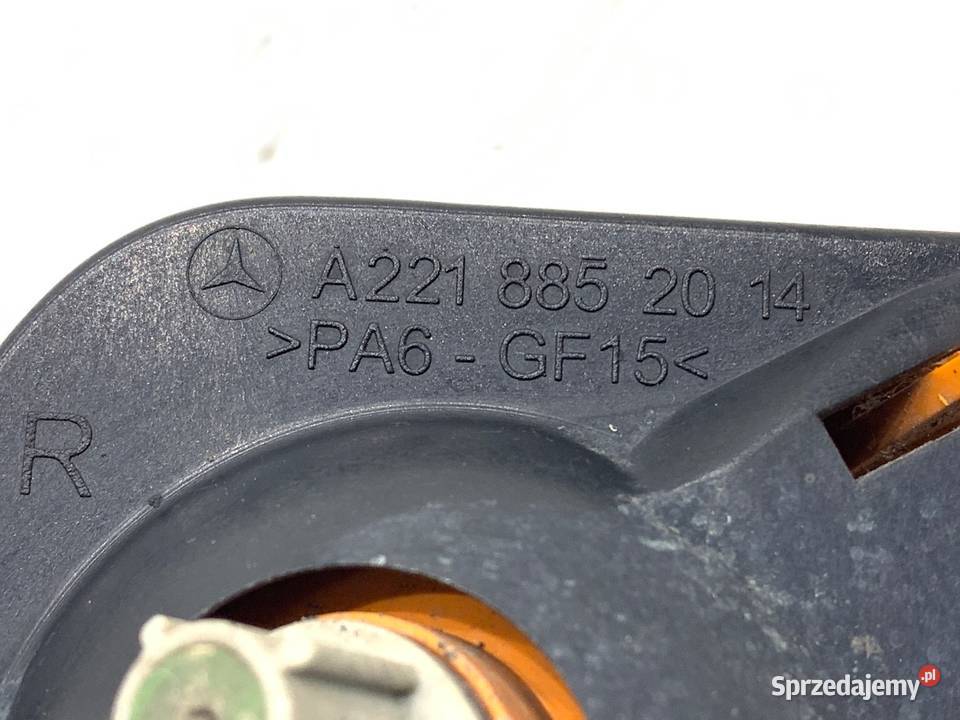 A221 885 20 14
>PA6 - GF15<
R
Sprzedajemy.pl